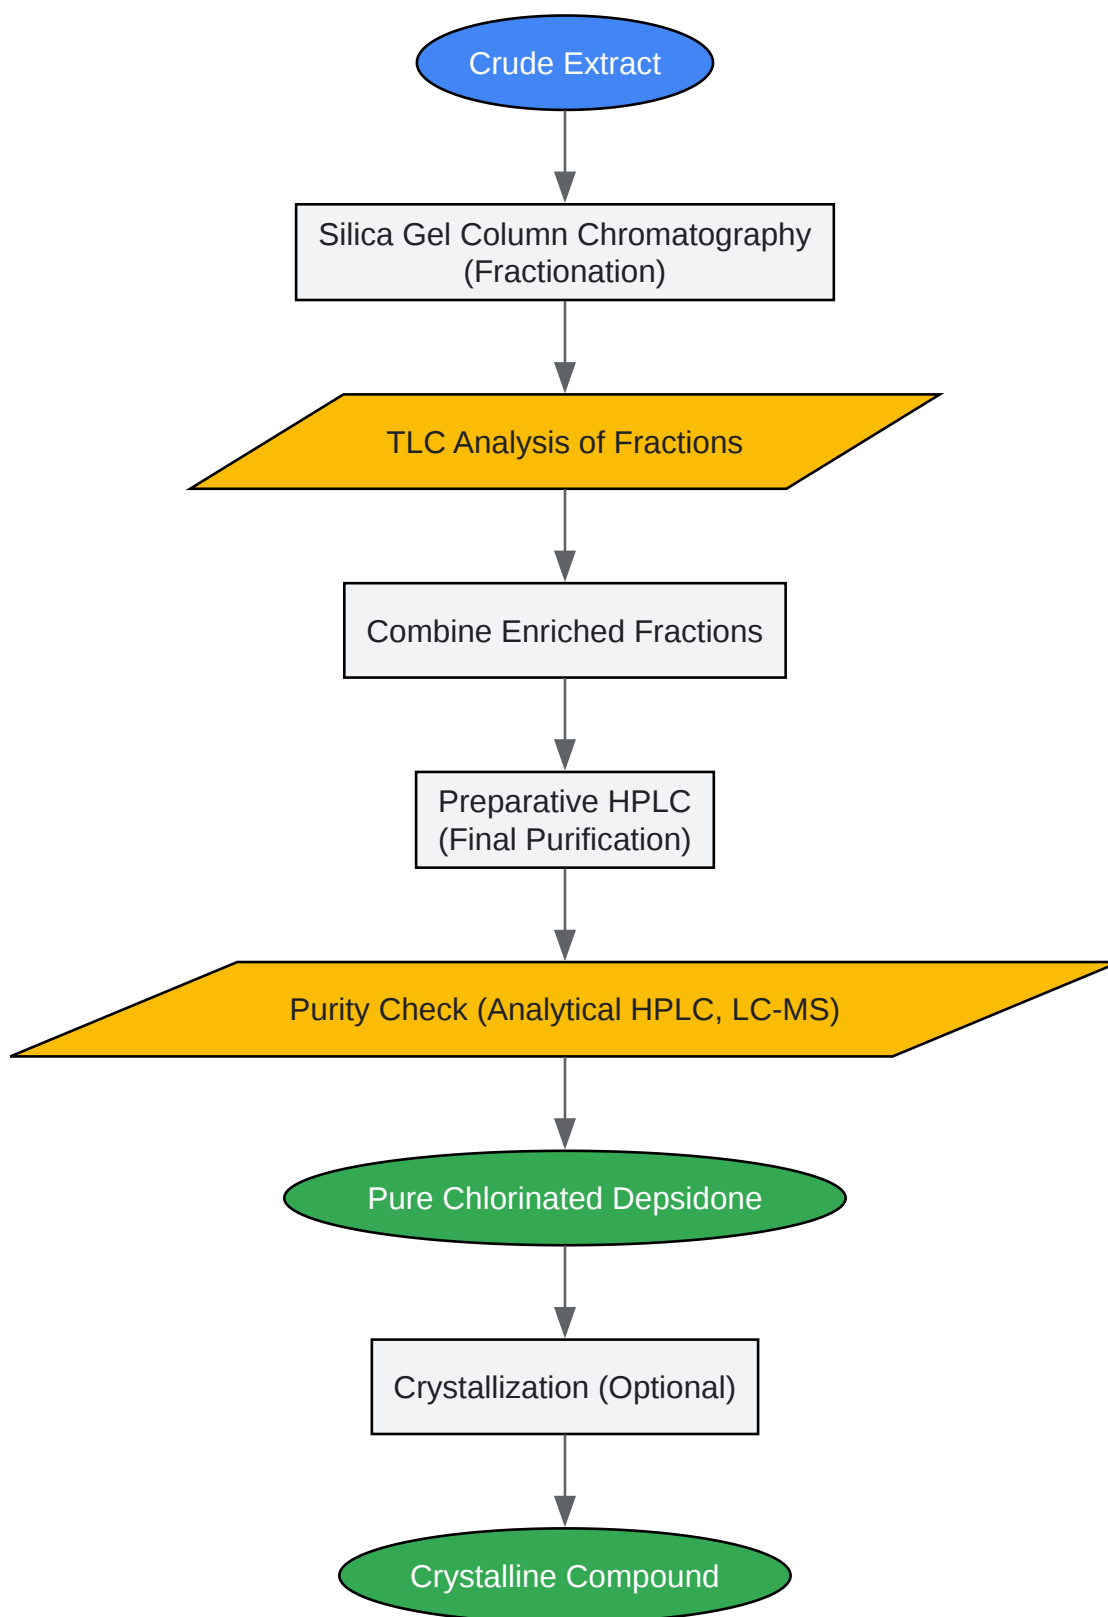 Crude Extract
Silica Gel Column Chromatography
(Fractionation)
TLC Analysis of Fractions
Combine Enriched Fractions
Preparative HPLC
(Final Purification)
Purity Check (Analytical HPLC, LC-MS)
Pure Chlorinated Depsidone
Crystallization (Optional)
Crystalline Compound